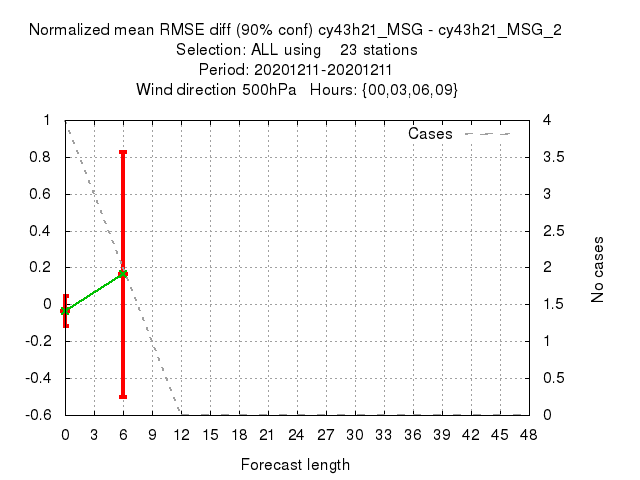 Normalized mean RMSE diff (90% conf) cy43h21_MSG - cy43h21_MSG_2
Selection: ALL using    23 stations
Period: 20201211-20201211
Wind direction 500hPa   Hours: {00,03,06,09}
Cases
1
0.8
0.6
0.4
0.2
0
-0.2
-0.4
-0.6
4
3.5
3
2.5
2
1.5
1
0.5
0
No cases
0 3 6 9 12 15 18 21 24 27 30 33 36 39 42 45 48
Forecast length